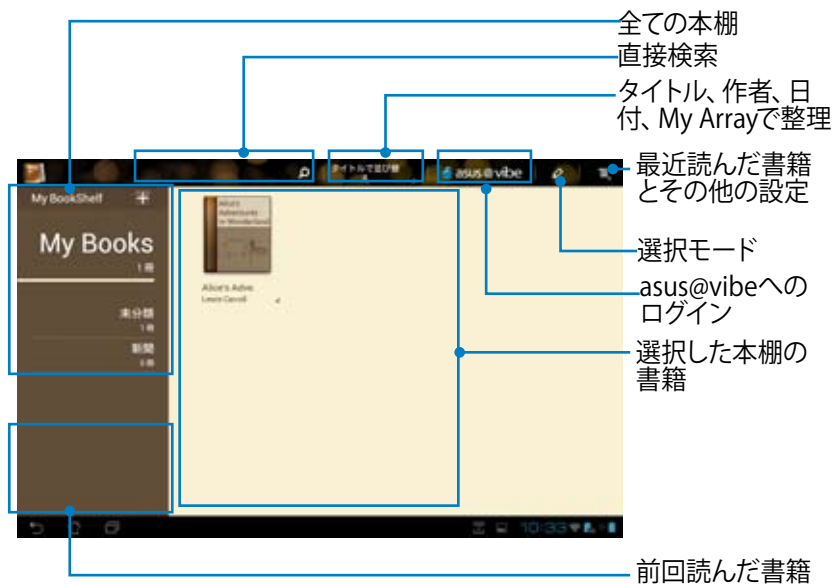 全ての本棚
直接検索
タイトル、作者、日
付、My Arrayで整理
最近読んだ書籍
とその他の設定
選択モード
asus@vibeへの
ログイン
選択した本棚の
書籍
前回読んだ書籍
タイトルで並び替
asus@vibe
My BookShelf +
My Books
1 冊
未分類
1 冊
新聞
Alice's
Adventures
in Wonderland
Alice's Adve
Lewis Carroll
10:33